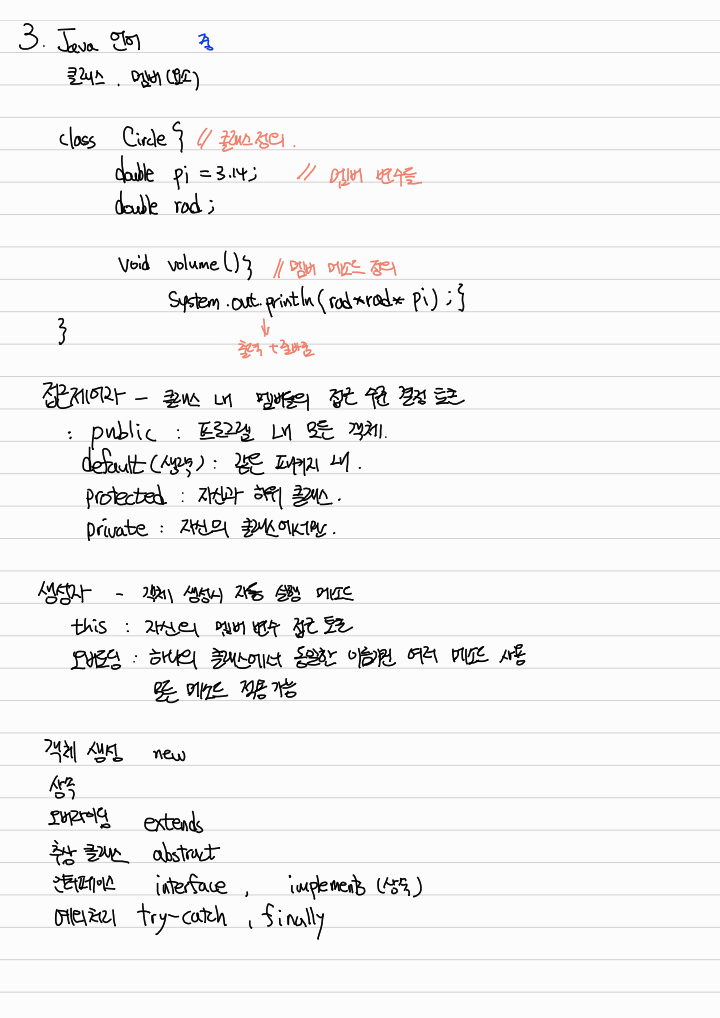 3. Java 언어 중
클래스 . 멤버(요소)
class Circle { // 클래스 정의.
double pi = 3.14; // 멤버 변수들
double rad;
void volume(){ // 멤버 메소드 정의
System.out.println(rad*rad* pi);}
}
출력 + 줄바꿈
접근제어자 - 클래스 내 멤버들의 접근 수준 결정 토큰
: public : 프로그램 내 모든 객체.
default(생략) : 같은 패키지 내.
protected : 자신과 하위 클래스.
private : 자신의 클래스에서만.
생성자 - 객체 생성시 자동 실행 메소드
this : 자신의 멤버 변수 접근 토큰
오버로딩 : 하나의 클래스에서 동일한 이름가진 여러 메소드 사용
모든 메소드 적용 가능
객체 생성 new
상속
오버라이딩 extends
추상 클래스 abstract
인터페이스 interface , implements (상속)
예외처리 try-catch , finally